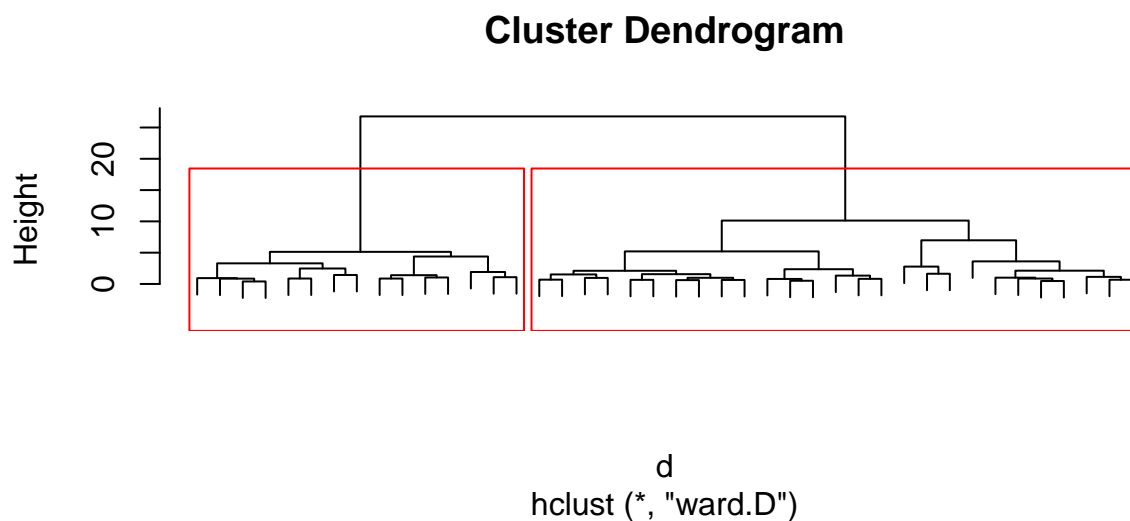 Cluster Dendrogram
Height
20
10
0
d
hclust (*, "ward.D")